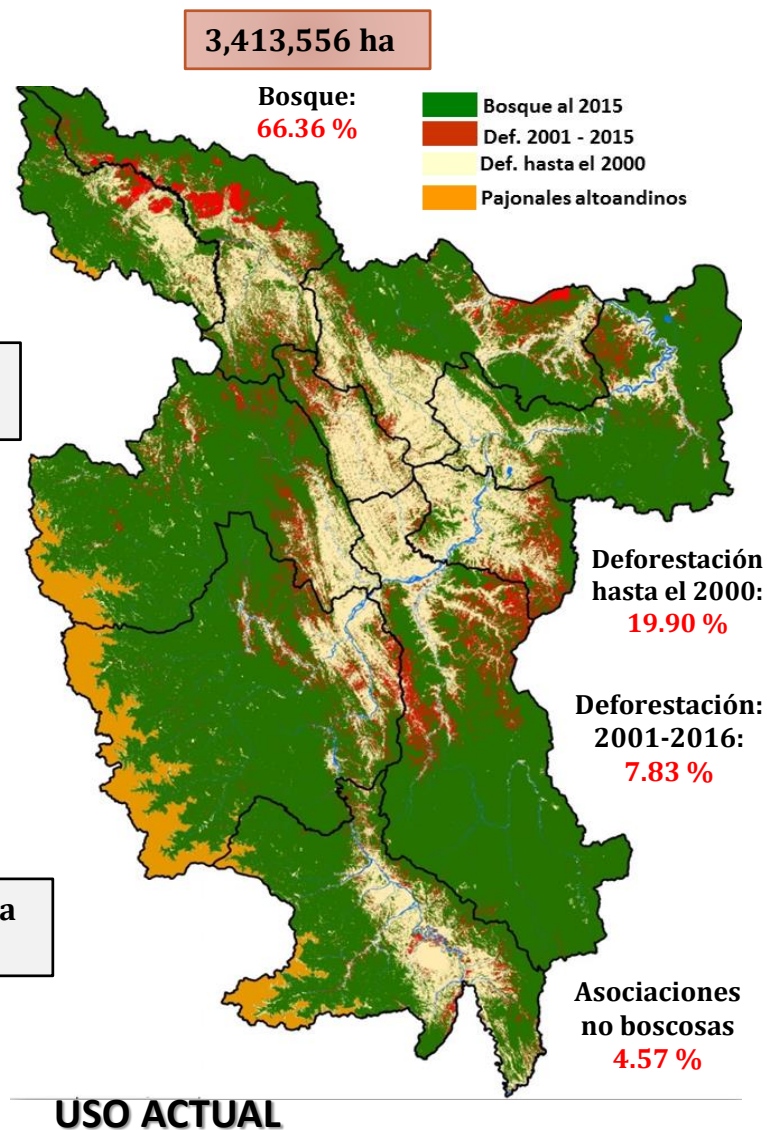 3,413,556 ha
Bosque:
66.36 %
Bosque al 2015
Def. 2001 - 2015
Def. hasta el 2000
Pajonales altoandinos
Deforestación
hasta el 2000:
19.90 %
Deforestación:
2001-2016:
7.83 %
a
Asociaciones
no boscosas
4.57 %
USO ACTUAL